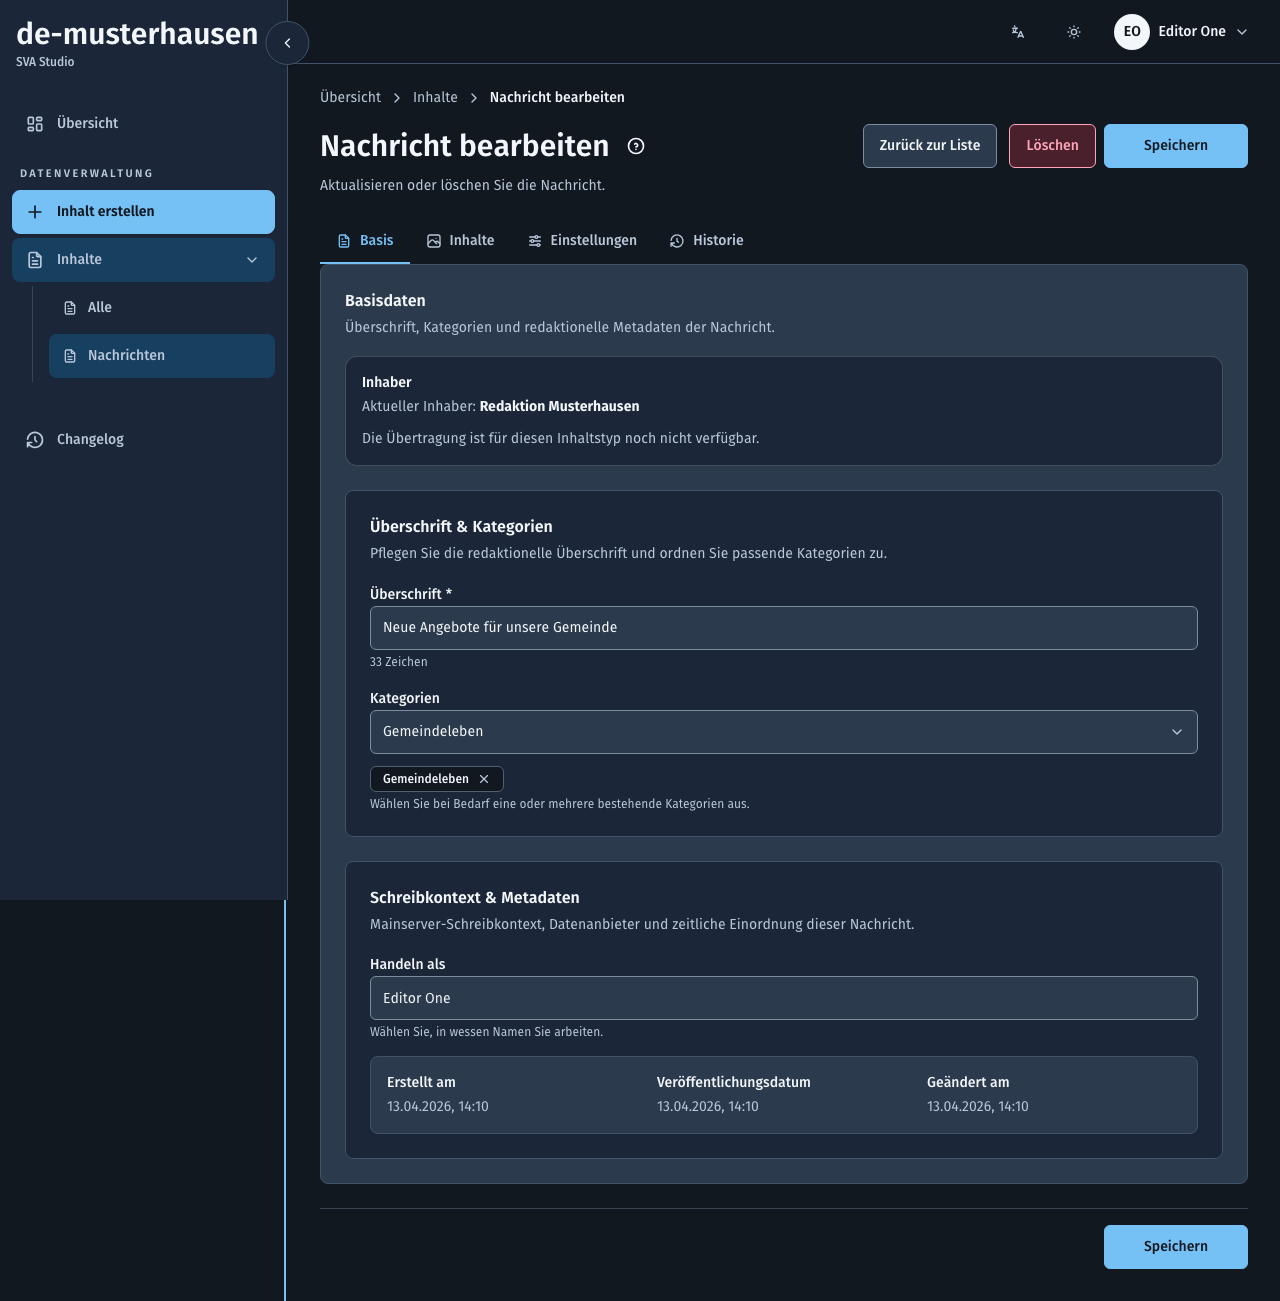 de-musterhausen
SVA Studio
Übersicht
DATENVERWALTUNG
Inhalt erstellen
Inhalte
Alle
Nachrichten
Changelog
EO Editor One
Übersicht > Inhalte > Nachricht bearbeiten
Nachricht bearbeiten
Zurück zur Liste
Löschen
Speichern
Aktualisieren oder löschen Sie die Nachricht.
Basis
Inhalte
Einstellungen
Historie
Basisdaten
Überschrift, Kategorien und redaktionelle Metadaten der Nachricht.
Inhaber
Aktueller Inhaber: Redaktion Musterhausen
Die Übertragung ist für diesen Inhaltstyp noch nicht verfügbar.
Überschrift & Kategorien
Pflegen Sie die redaktionelle Überschrift und ordnen Sie passende Kategorien zu.
Überschrift *
Neue Angebote für unsere Gemeinde
33 Zeichen
Kategorien
Gemeindeleben
Gemeindeleben
Wählen Sie bei Bedarf eine oder mehrere bestehende Kategorien aus.
Schreibkontext & Metadaten
Mainserver-Schreibkontext, Datenanbieter und zeitliche Einordnung dieser Nachricht.
Handeln als
Editor One
Wählen Sie, in wessen Namen Sie arbeiten.
Erstellt am
13.04.2026, 14:10
Veröffentlichungsdatum
13.04.2026, 14:10
Geändert am
13.04.2026, 14:10
Speichern